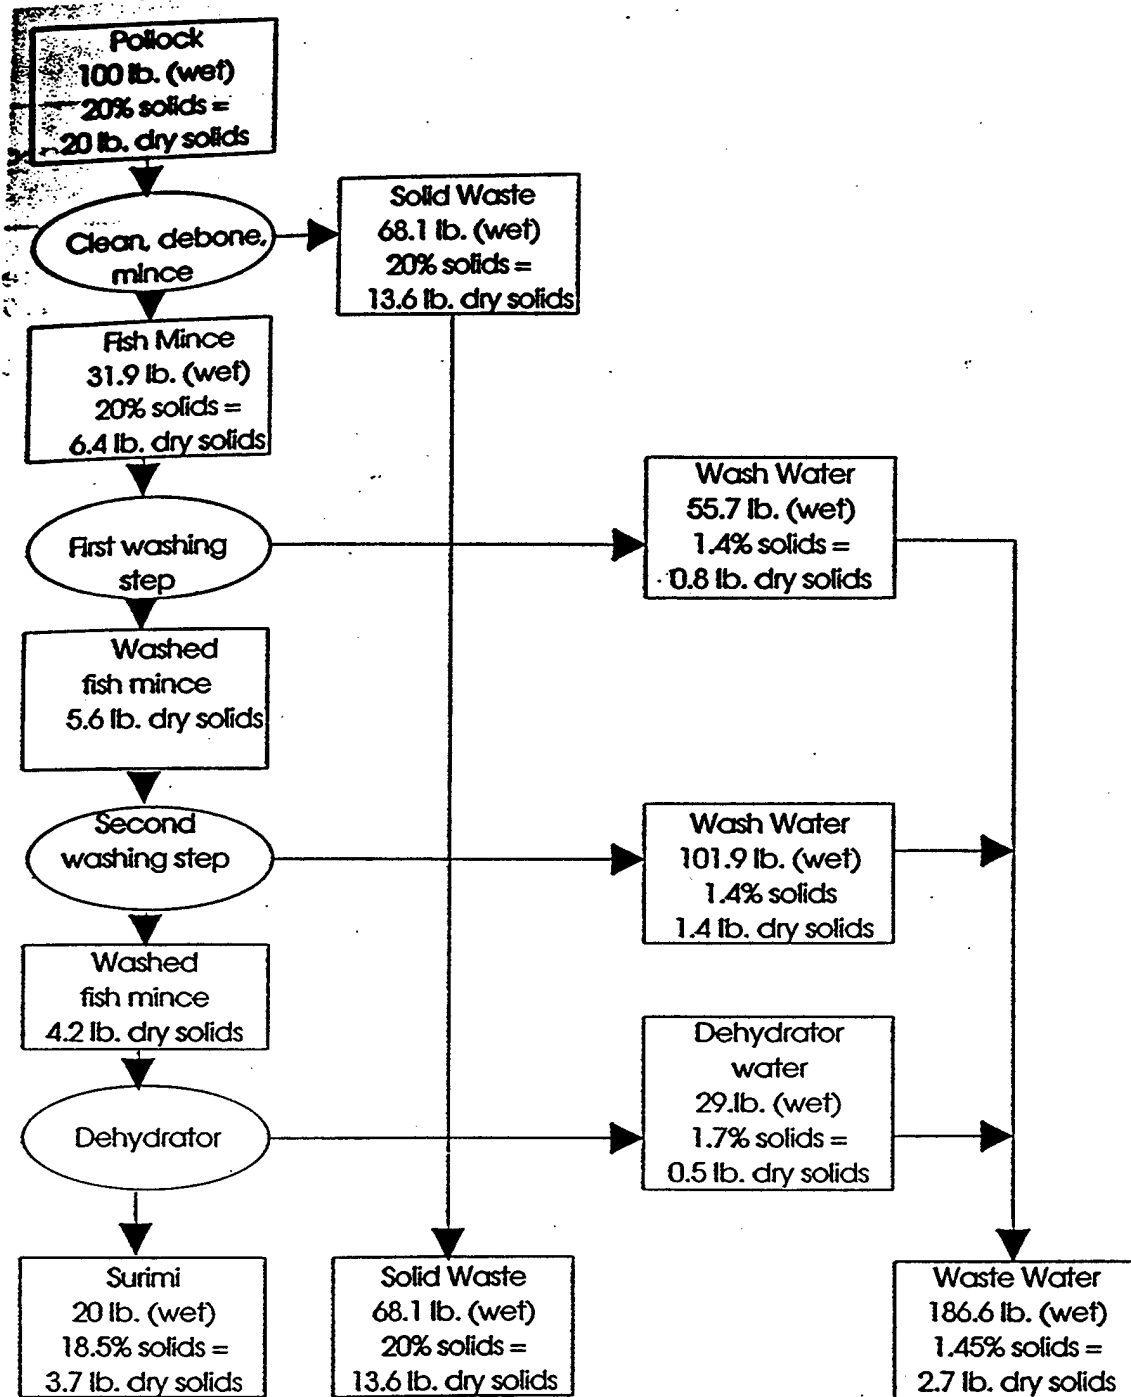 Pollock
100 lb. (wet)
20% solids =
20 lb. dry solids
Clean, debone,
mince
Solid Waste
68.1 lb. (wet)
20% solids =
13.6 lb. dry solids
Fish Mince
31.9 lb. (wet)
20% solids =
6.4 lb. dry solids
First washing
step
Wash Water
55.7 lb. (wet)
1.4% solids =
0.8 lb. dry solids
Washed
fish mince
5.6 lb. dry solids
Second
washing step
Wash Water
101.9 lb. (wet)
1.4% solids
1.4 lb. dry solids
Washed
fish mince
4.2 lb. dry solids
Dehydrator
Dehydrator
water
29.lb. (wet)
1.7% solids =
0.5 lb. dry solids
Surimi
20 lb. (wet)
18.5% solids =
3.7 lb. dry solids
Solid Waste
68.1 lb. (wet)
20% solids =
13.6 lb. dry solids
Waste Water
186.6 lb. (wet)
1.45% solids =
2.7 lb. dry solids